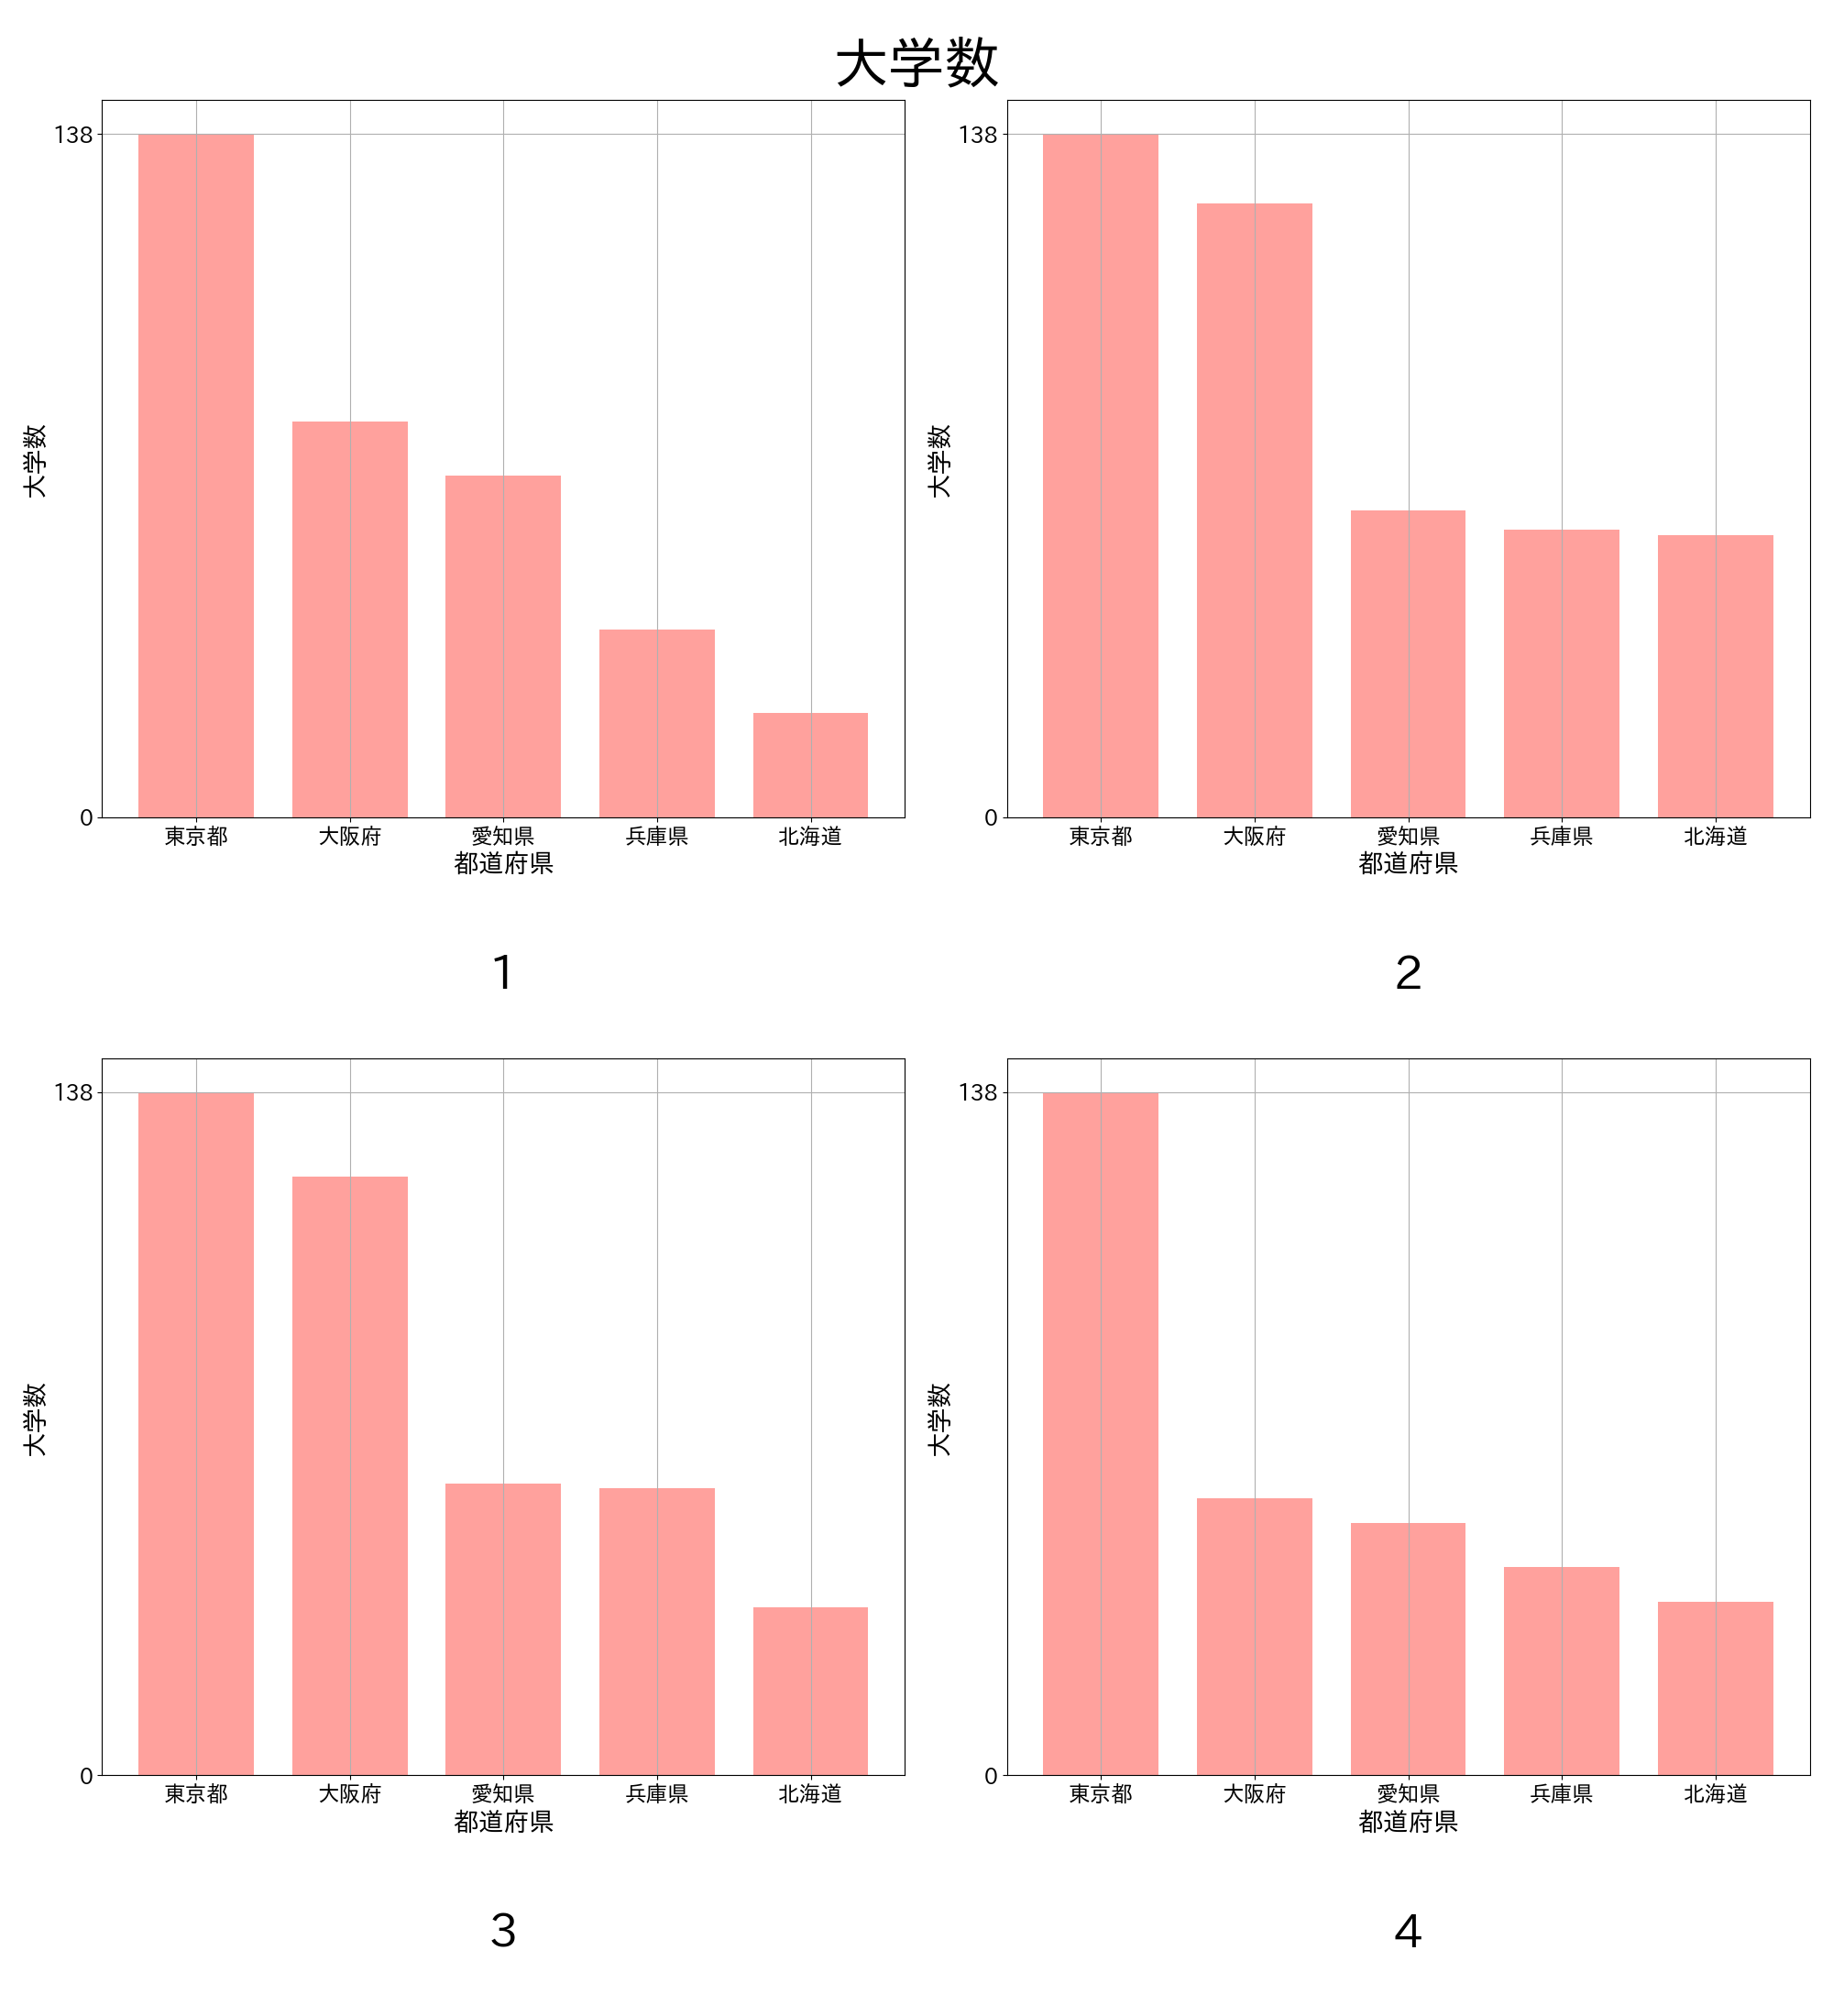 大学数
138
0
大学数
東京都 大阪府 愛知県 兵庫県 北海道
都道府県
1
138
0
大学数
東京都 大阪府 愛知県 兵庫県 北海道
都道府県
2
138
0
大学数
東京都 大阪府 愛知県 兵庫県 北海道
都道府県
3
138
0
大学数
東京都 大阪府 愛知県 兵庫県 北海道
都道府県
4